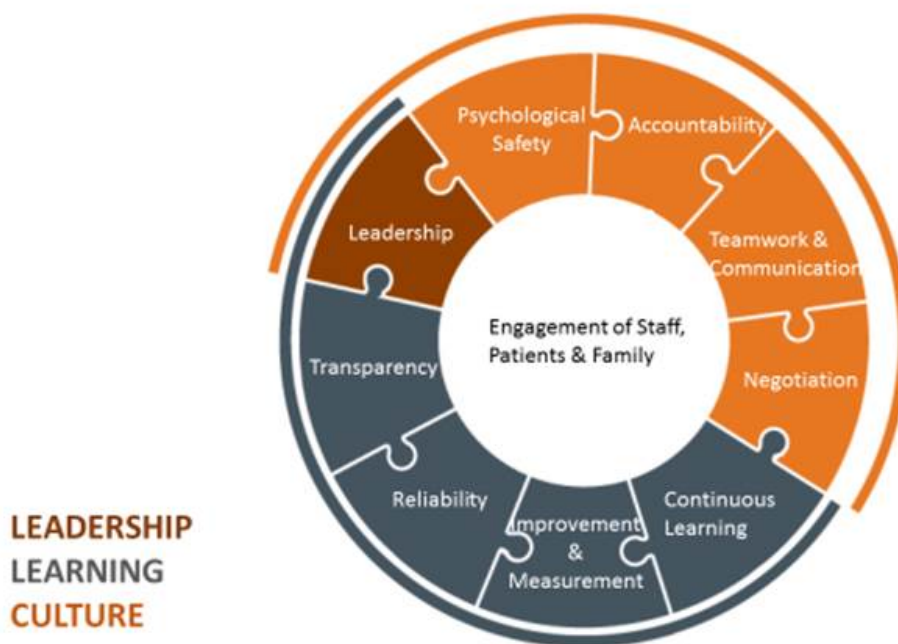 Psychological
Safety
Accountability
Leadership
Teamwork &
Communication
Engagement of Staff,
Patients & Family
Transparency
Negotiation
Reliability
Continuous
Learning
Improvement
&
Measurement
LEADERSHIP
LEARNING
CULTURE